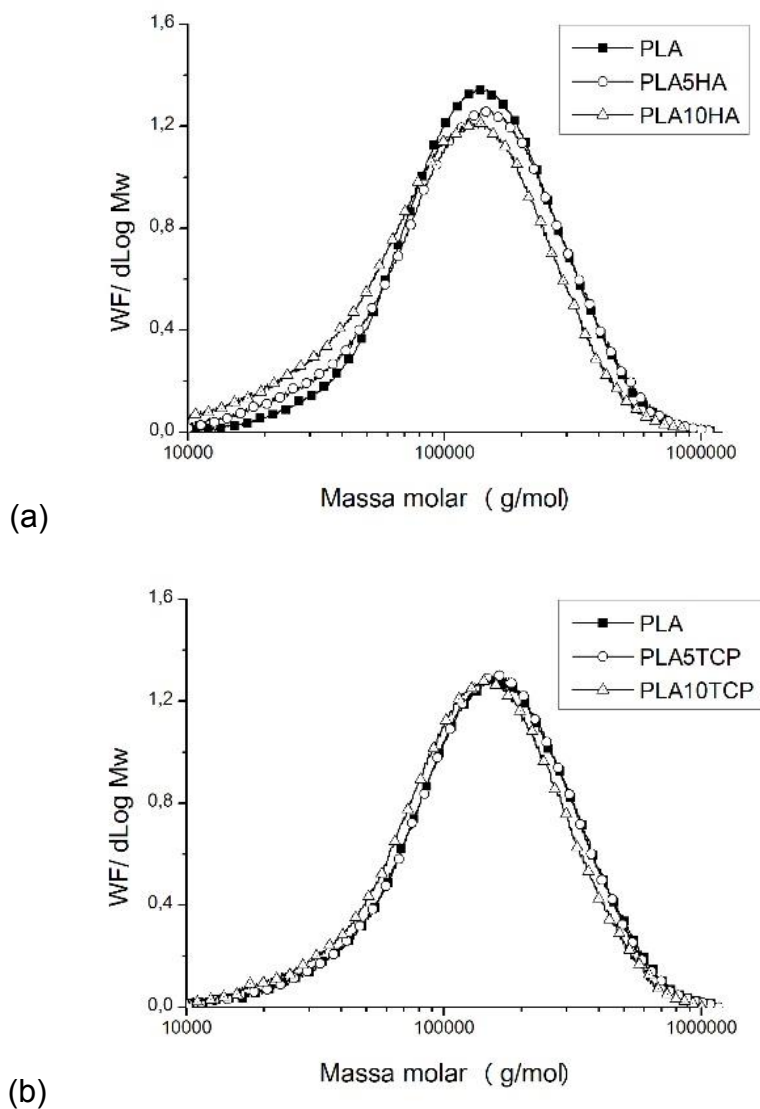 1,6
1,2
0,8
0,4
0,0
WF/ dLog Mw
PLA
PLA5HA
PLA10HA
10000
100000
1000000
Massa molar ( g/mol)
(a)
1,6
1,2
0,8
0,4
0,0
WF/ dLog Mw
PLA
PLA5TCP
PLA10TCP
10000
100000
1000000
Massa molar ( g/mol)
(b)